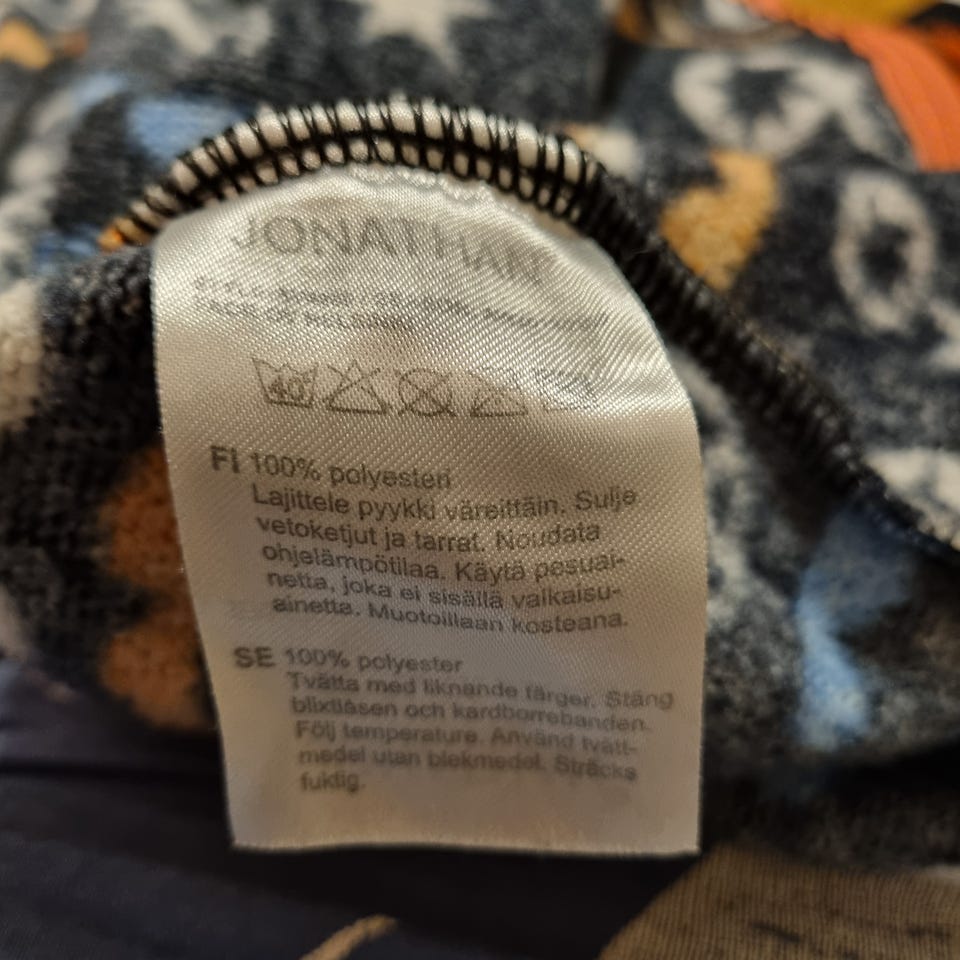 JONATHAN
40
FI 100% polyesteri
Lajittele pyykki väreittäin. Sulje
vetoketjut ja tarrat. Noudata
ohjelämpötilaa. Käytä pesuai-
netta, joka ei sisällä valkaisu-
ainetta. Muotoillaan kosteana.
SE 100% polyester
Tvätta med liknande färger. Stäng
blixtlåsen och kardborrebanden.
Följ temperature. Använd tvätt-
medel utan blekmedel. Sträcks
fuktig.